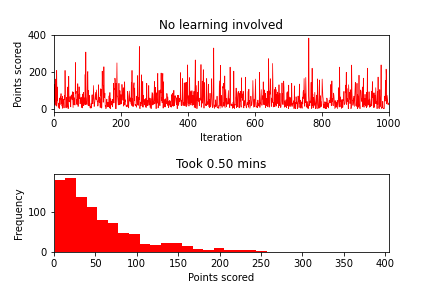 No learning involved
Points scored
400
200
0
0 200 400 600 800 1000
Iteration
Took 0.50 mins
Frequency
100
0
0 50 100 150 200 250 300 350 400
Points scored